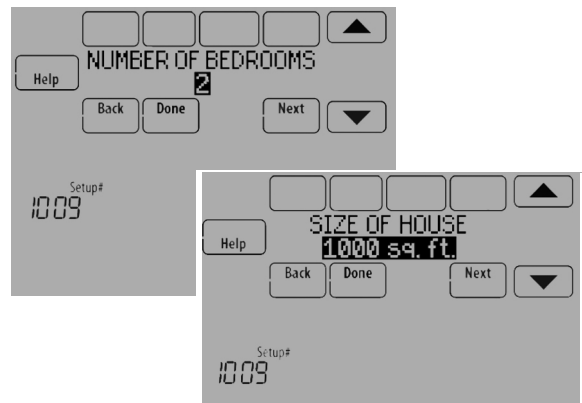 NUMBER OF BEDROOMS
Help
2
Back Done Next
Setup#
1009
SIZE OF HOUSE
Help
1000 sq. ft.
Back Done Next
Setup#
1009